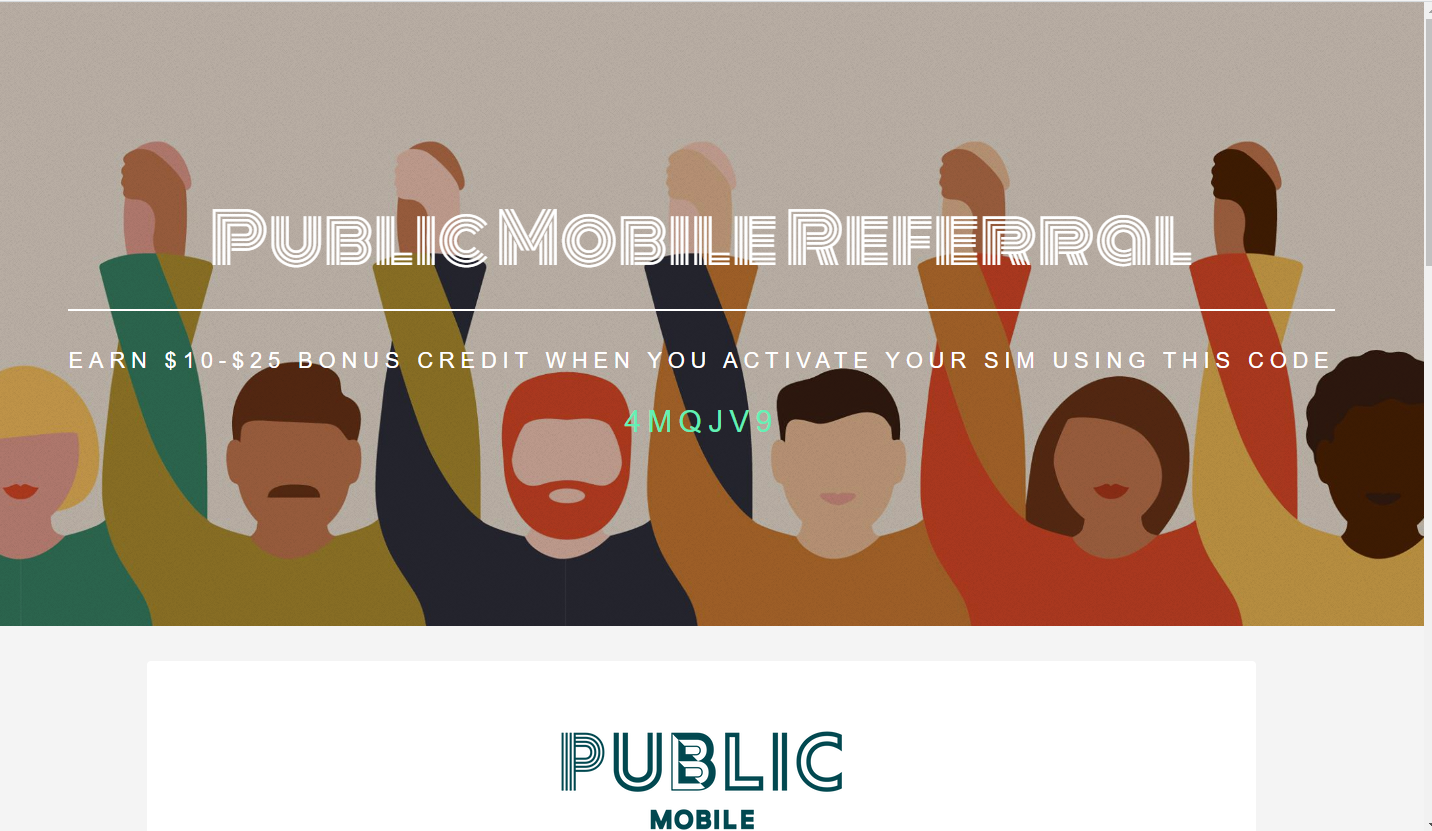 Public Mobile Referral
EARN $10-$25 BONUS CREDIT WHEN YOU ACTIVATE YOUR SIM USING THIS CODE
4MQJV9
PUBLIC
MOBILE